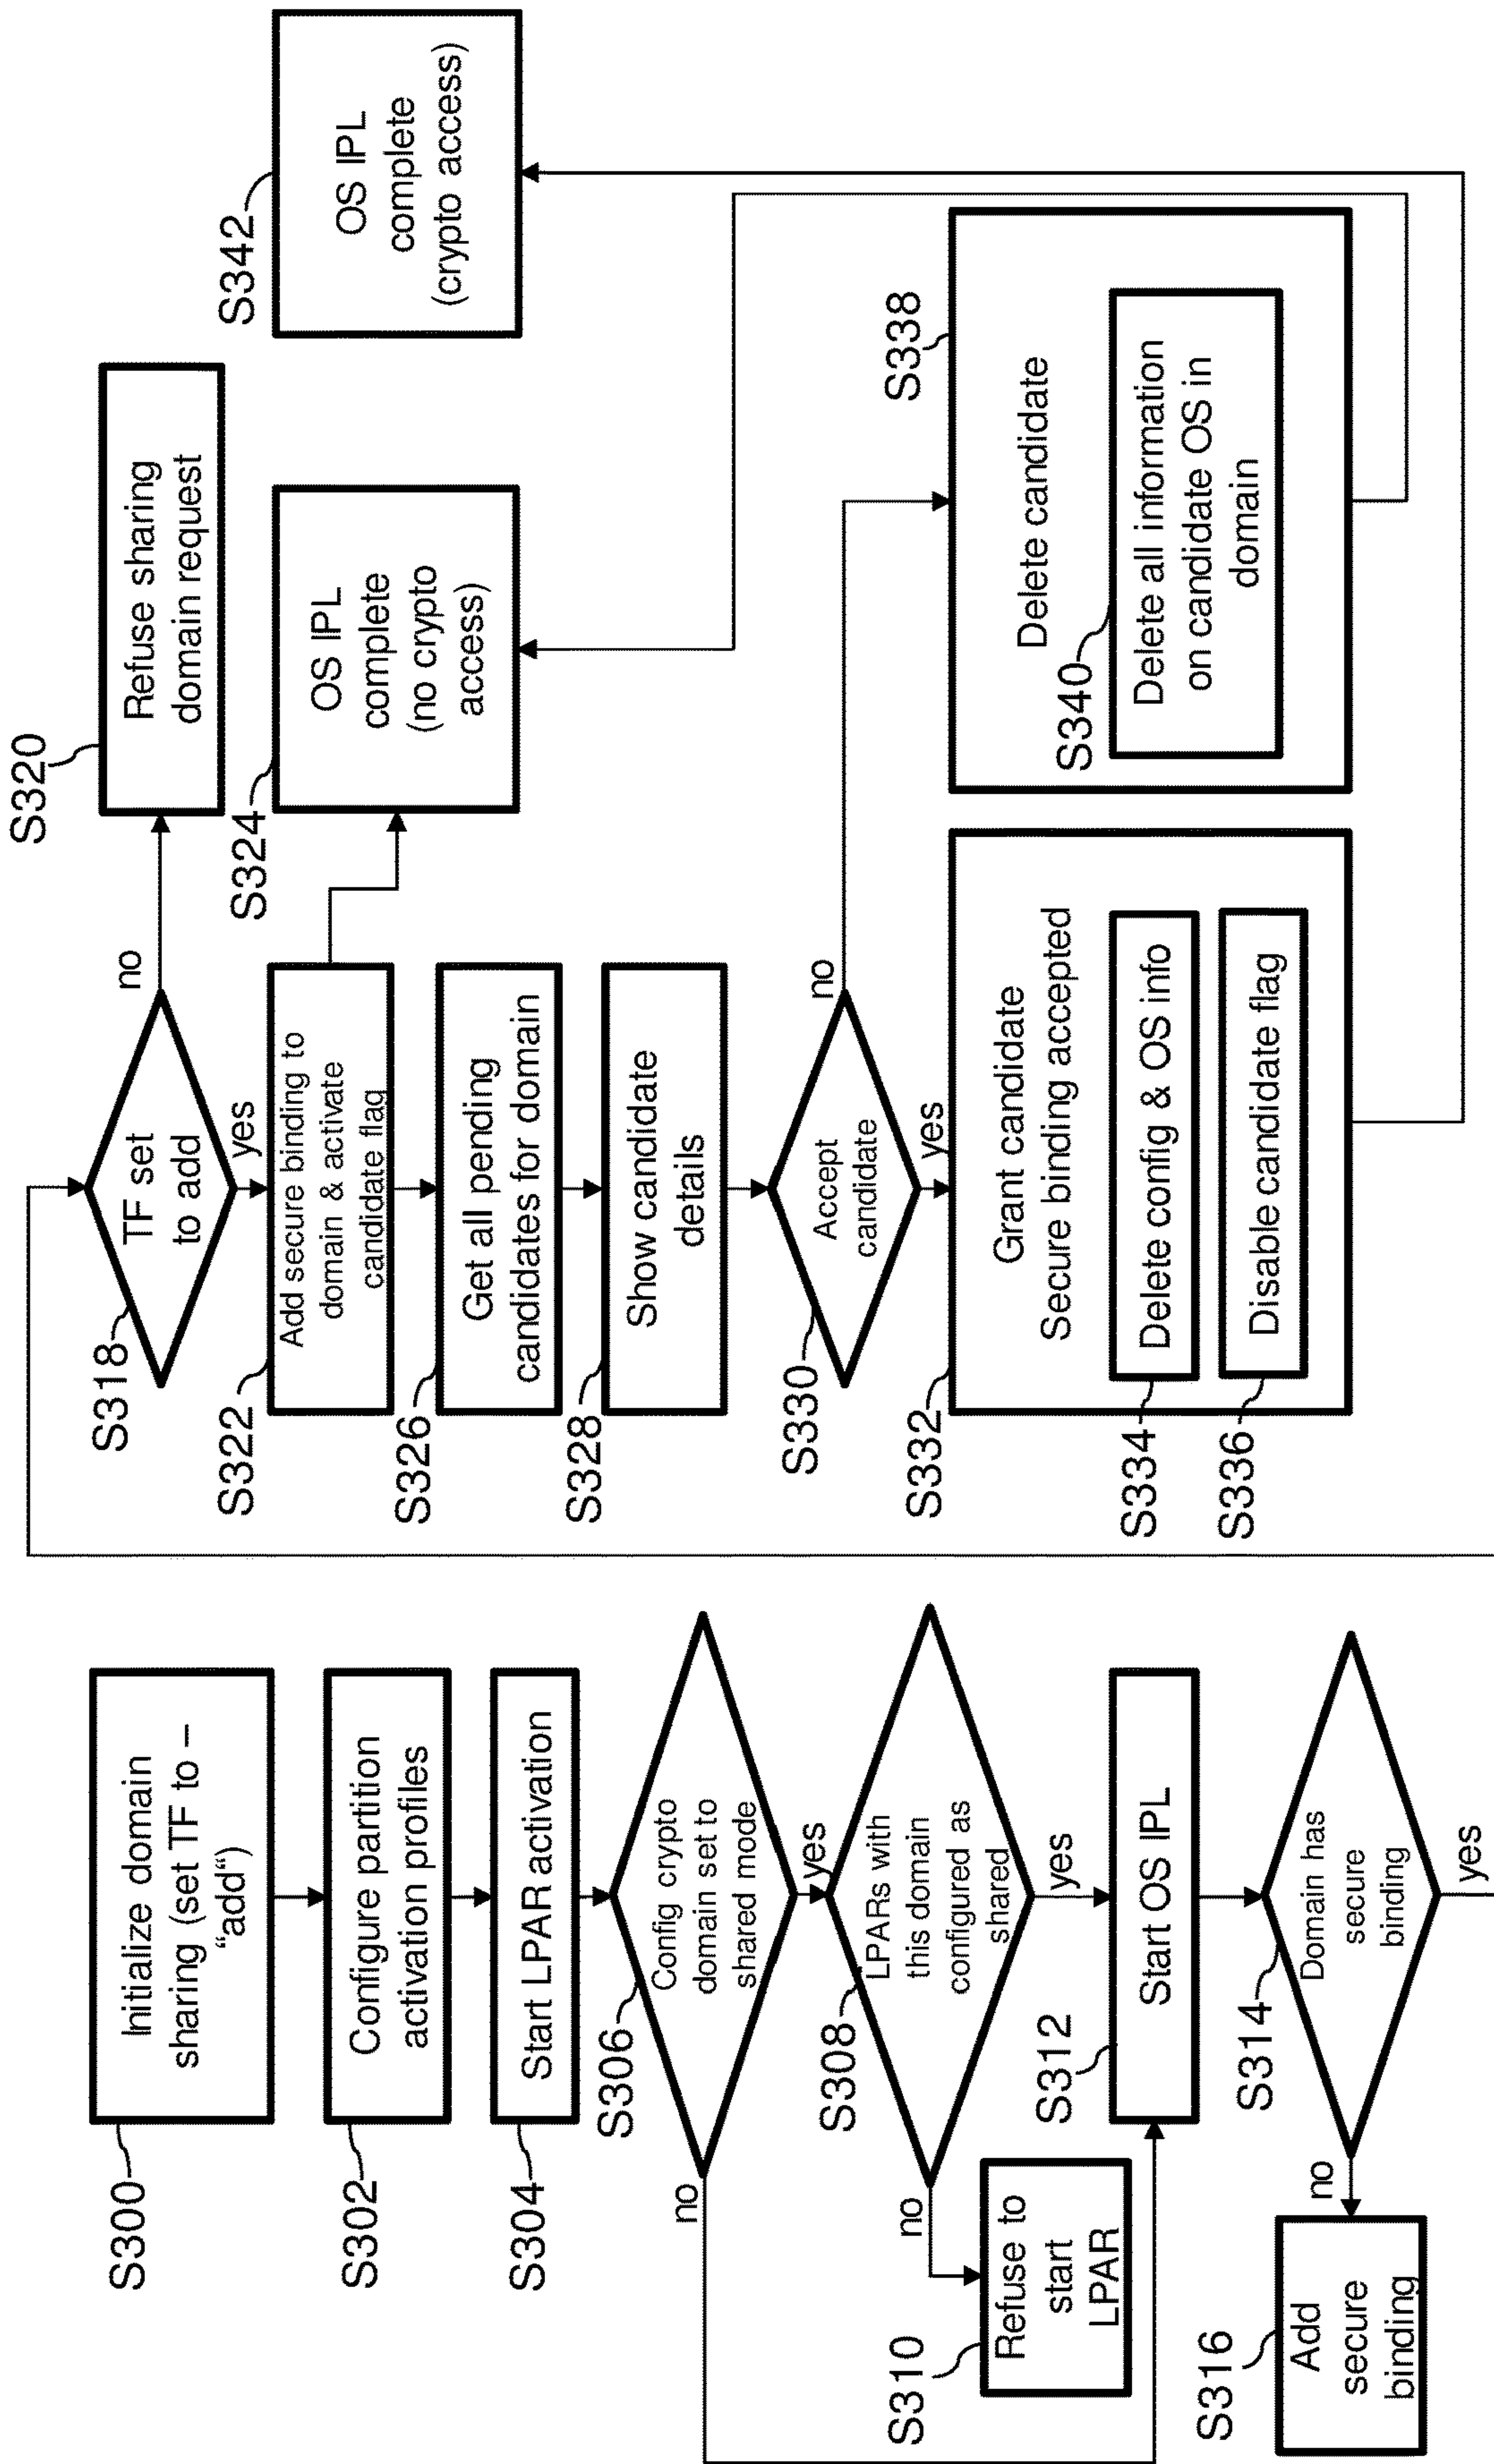 S300
Initialize domain
sharing (set TF to –
“add“)
S302
Configure partition
activation profiles
S304
Start LPAR activation
S306
Config crypto
domain set to
shared mode
no
yes
S308
LPARs with
this domain
configured as
shared
no
yes
S310
Refuse to
start
LPAR
S312
Start OS IPL
S314
Domain has
secure
binding
no
yes
S316
Add
secure
binding
S318
TF set
to add
no
yes
S320
Refuse sharing
domain request
S322
Add secure binding to
domain & activate
candidate flag
S324
OS IPL
complete
(no crypto
access)
S326
Get all pending
candidates for domain
S328
Show candidate
details
S330
Accept
candidate
no
yes
S332
Grant candidate
Secure binding accepted
S334
Delete config & OS info
S336
Disable candidate flag
S338
Delete candidate
S340
Delete all information
on candidate OS in
domain
S342
OS IPL
complete
(crypto access)